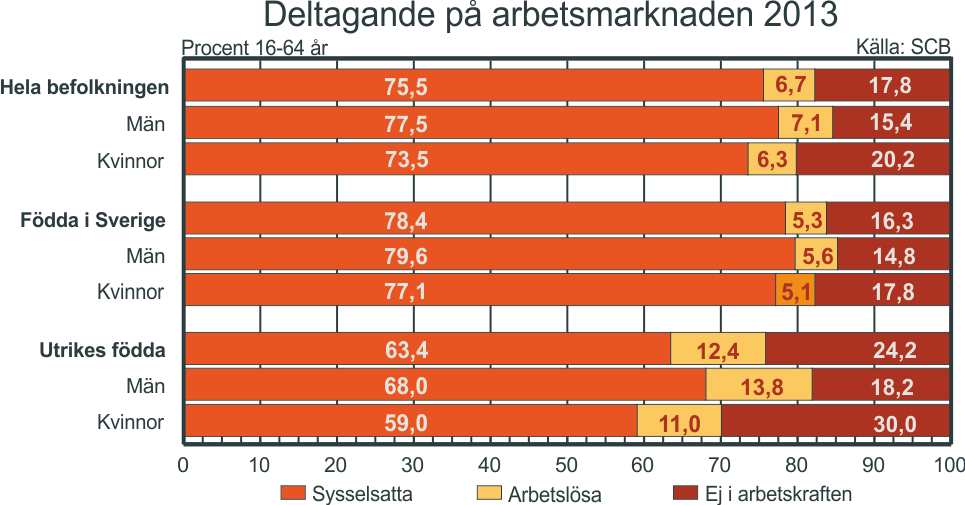 Deltagande på arbetsmarknaden 2013
Procent 16-64 år Källa: SCB
Hela befolkningen 75,5 6,7 17,8
Män 77,5 7,1 15,4
Kvinnor 73,5 6,3 20,2
Födda i Sverige 78,4 5,3 16,3
Män 79,6 5,6 14,8
Kvinnor 77,1 5,1 17,8
Utrikes födda 63,4 12,4 24,2
Män 68,0 13,8 18,2
Kvinnor 59,0 11,0 30,0
0 10 20 30 40 50 60 70 80 90 100
Sysselsatta Arbetslösa Ej i arbetskraften